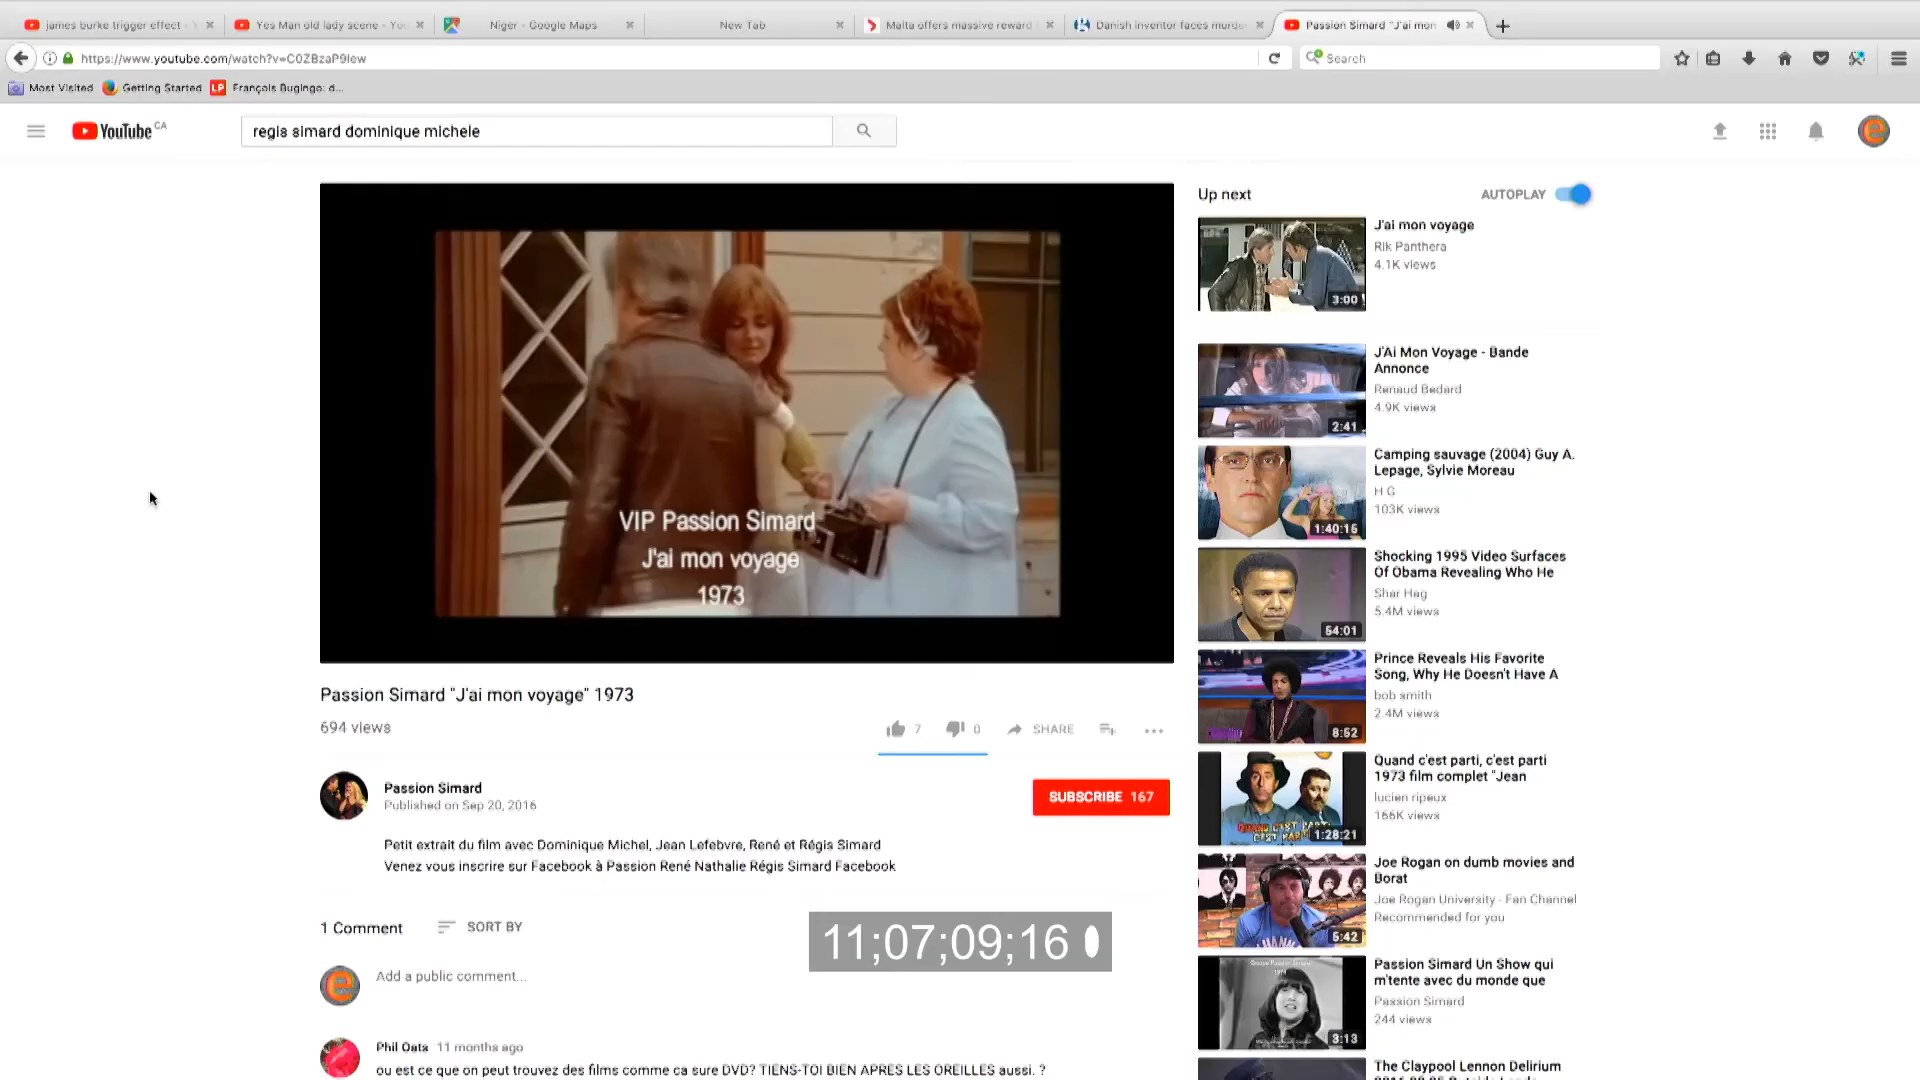 james burke trigger effect -
Yes Man old lady scene - You
Niger - Google Maps
New Tab
Malta offers massive reward
Danish inventor faces murde
Passion Simard "J'ai mon
https://www.youtube.com/watch?v=C0ZBzaP9Iew
Search
Most Visited
Getting Started
LP
François Bugingo: d...
YouTube CA
regis simard dominique michele
VIP Passion Simard
J'ai mon voyage
1973
Passion Simard "J'ai mon voyage" 1973
694 views
7
0
SHARE
Passion Simard
Published on Sep 20, 2016
SUBSCRIBE 167
Petit extrait du film avec Dominique Michel, Jean Lefebvre, René et Régis Simard
Venez vous inscrire sur Facebook à Passion René Nathalie Régis Simard Facebook
1 Comment
SORT BY
11;07;09;16
Add a public comment...
Phil Oats 11 months ago
ou est ce que on peut trouvez des films comme ca sure DVD? TIENS-TOI BIEN APRES LES OREILLES aussi. ?
Up next
AUTOPLAY
J'ai mon voyage
Rik Panthera
4.1K views
3:00
J'Ai Mon Voyage - Bande
Annonce
Renaud Bedard
4.9K views
2:41
Camping sauvage (2004) Guy A.
Lepage, Sylvie Moreau
H G
103K views
1:40:15
Shocking 1995 Video Surfaces
Of Obama Revealing Who He
Shar Hag
5.4M views
54:01
Prince Reveals His Favorite
Song, Why He Doesn't Have A
bob smith
2.4M views
8:52
Quand c'est parti, c'est parti
1973 film complet "Jean
lucien ripeux
166K views
1:28:21
Joe Rogan on dumb movies and
Borat
Joe Rogan University - Fan Channel
Recommended for you
5:42
Passion Simard Un Show qui
m'tente avec du monde que
Passion Simard
244 views
3:13
The Claypool Lennon Delirium